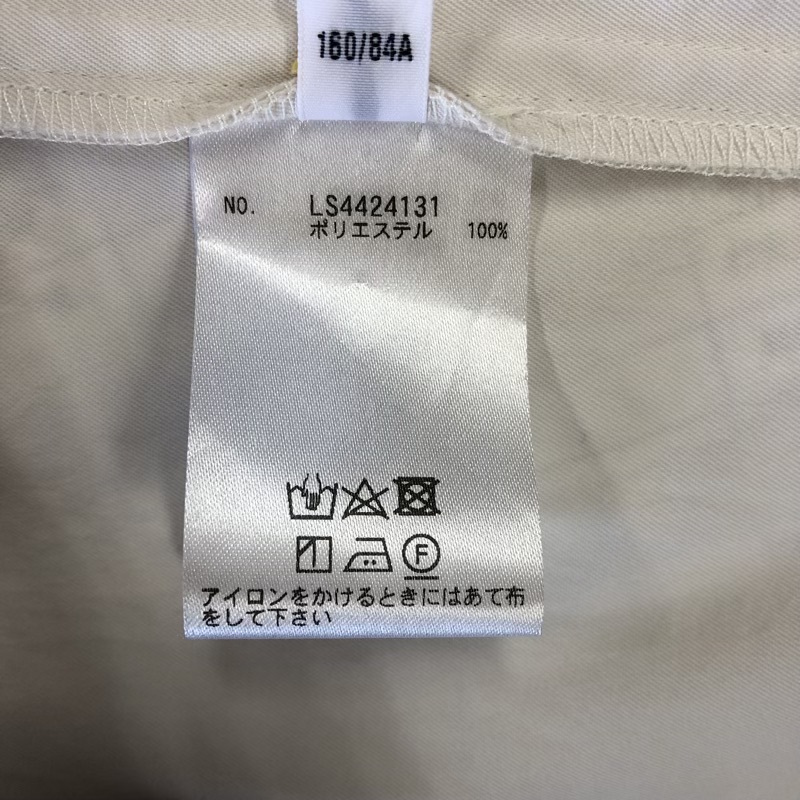 160/84A
NO. LS4424131
ポリエステル 100%
F
アイロンをかけるときにはあて布
をして下さい